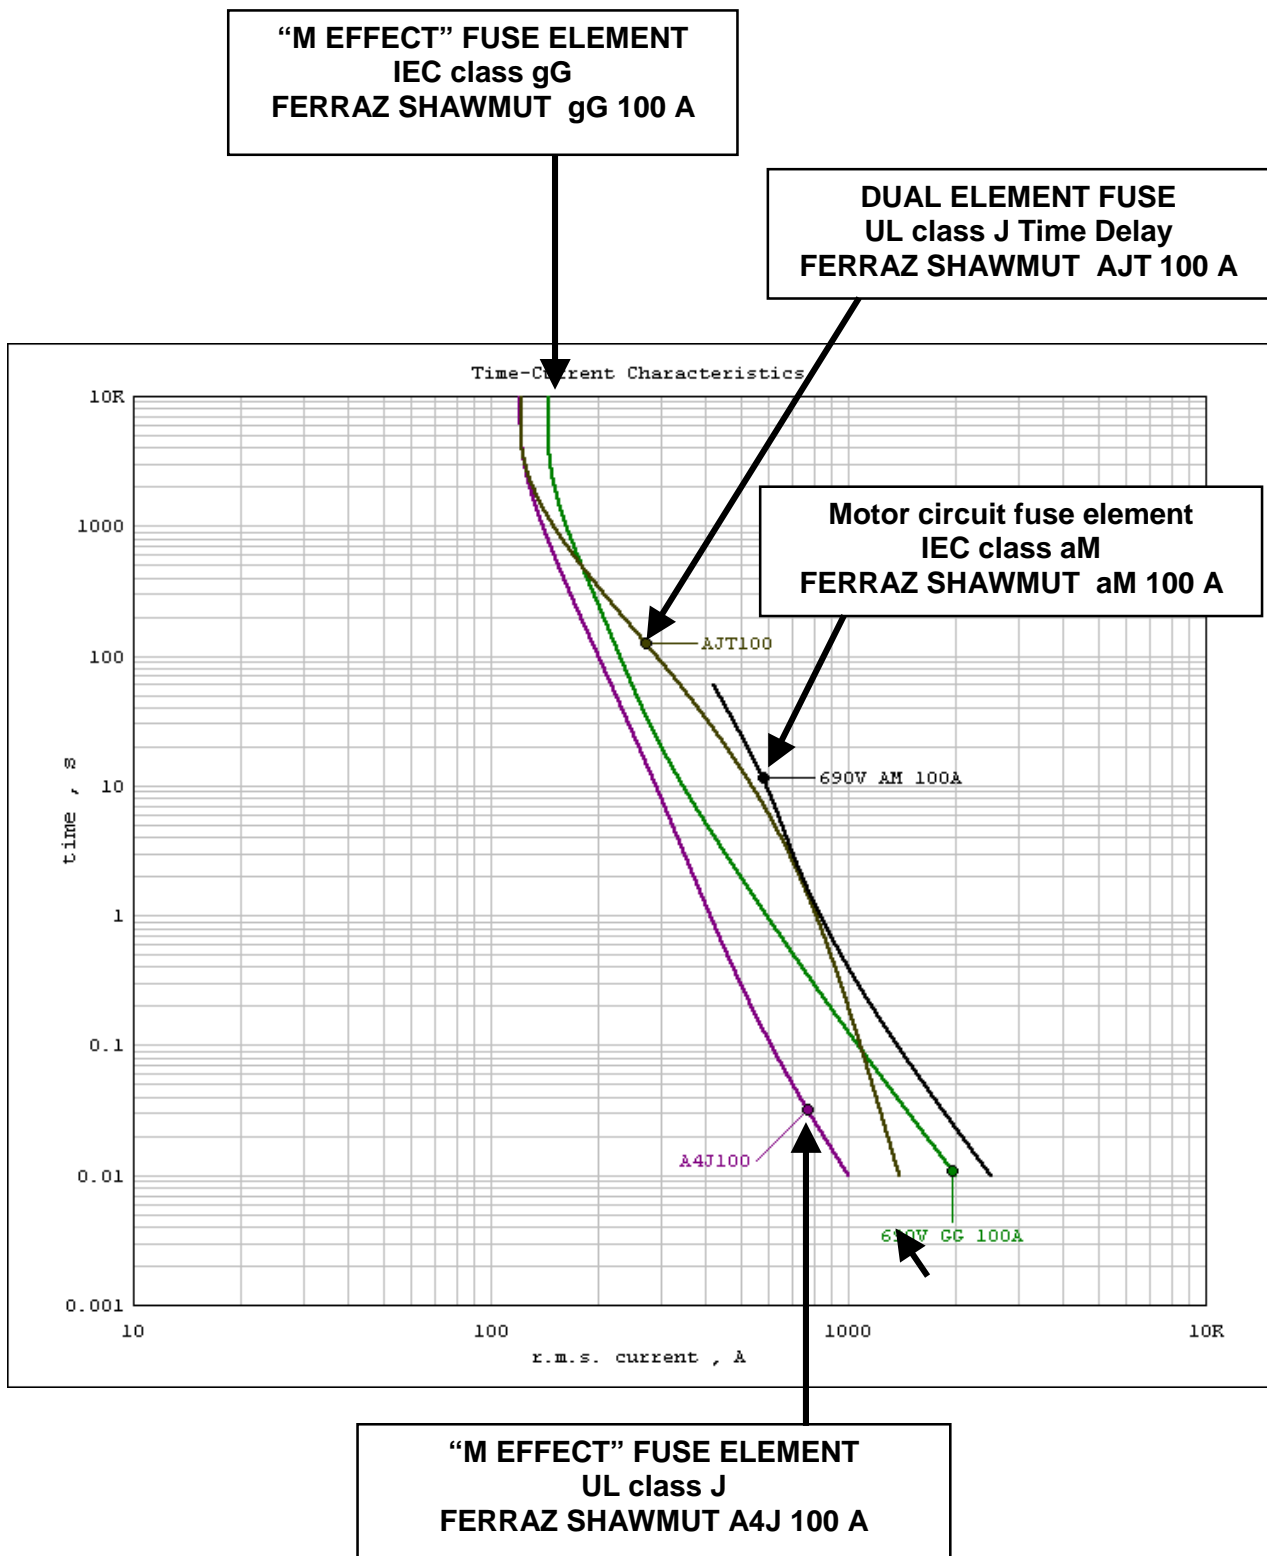 “M EFFECT” FUSE ELEMENT
IEC class gG
FERRAZ SHAWMUT gG 100 A
DUAL ELEMENT FUSE
UL class J Time Delay
FERRAZ SHAWMUT AJT 100 A
Time-Current Characteristics
10K
Motor circuit fuse element
IEC class aM
FERRAZ SHAWMUT aM 100 A
1000
AJT100
100
690V AM 100A
10
time , s
1
0.1
A4J100
0.01
690V GG 100A
0.001
10
100
1000
10K
r.m.s. current , A
“M EFFECT” FUSE ELEMENT
UL class J
FERRAZ SHAWMUT A4J 100 A